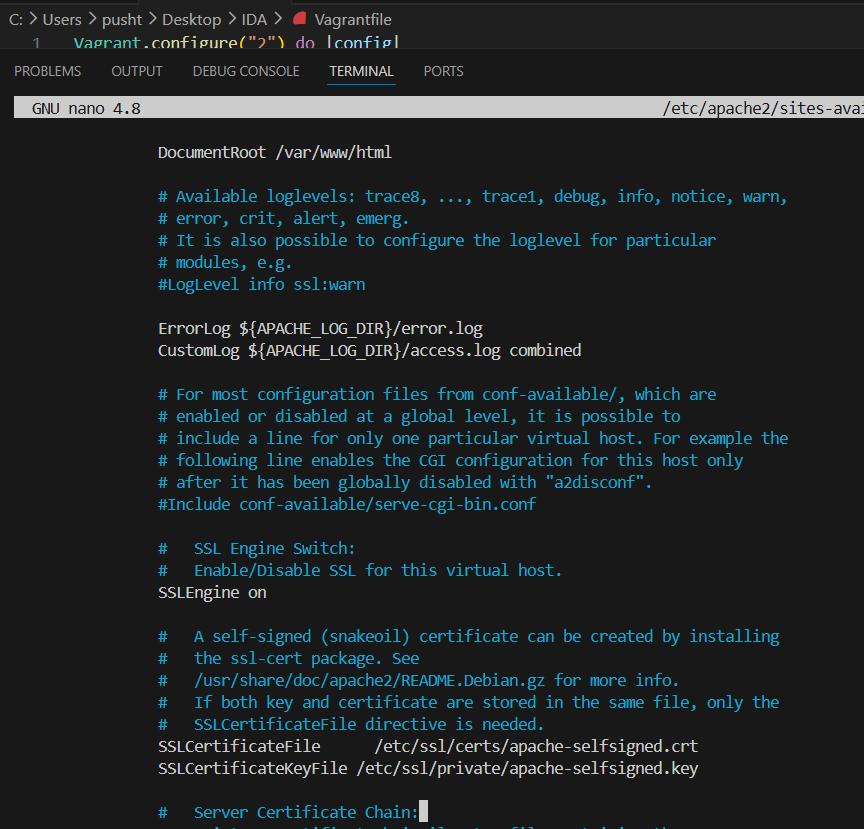 C: > Users > pusht > Desktop > IDA > Vagrantfile
1 Vagrant.configure("2") do |config|
PROBLEMS OUTPUT DEBUG CONSOLE TERMINAL PORTS
GNU nano 4.8 /etc/apache2/sites-avai
DocumentRoot /var/www/html
# Available loglevels: trace8, ..., trace1, debug, info, notice, warn,
# error, crit, alert, emerg.
# It is also possible to configure the loglevel for particular
# modules, e.g.
#LogLevel info ssl:warn
ErrorLog ${APACHE_LOG_DIR}/error.log
CustomLog ${APACHE_LOG_DIR}/access.log combined
# For most configuration files from conf-available/, which are
# enabled or disabled at a global level, it is possible to
# include a line for only one particular virtual host. For example the
# following line enables the CGI configuration for this host only
# after it has been globally disabled with "a2disconf".
#Include conf-available/serve-cgi-bin.conf
#   SSL Engine Switch:
#   Enable/Disable SSL for this virtual host.
SSLEngine on
#   A self-signed (snakeoil) certificate can be created by installing
#   the ssl-cert package. See
#   /usr/share/doc/apache2/README.Debian.gz for more info.
#   If both key and certificate are stored in the same file, only the
#   SSLCertificateFile directive is needed.
SSLCertificateFile      /etc/ssl/certs/apache-selfsigned.crt
SSLCertificateKeyFile /etc/ssl/private/apache-selfsigned.key
#   Server Certificate Chain: